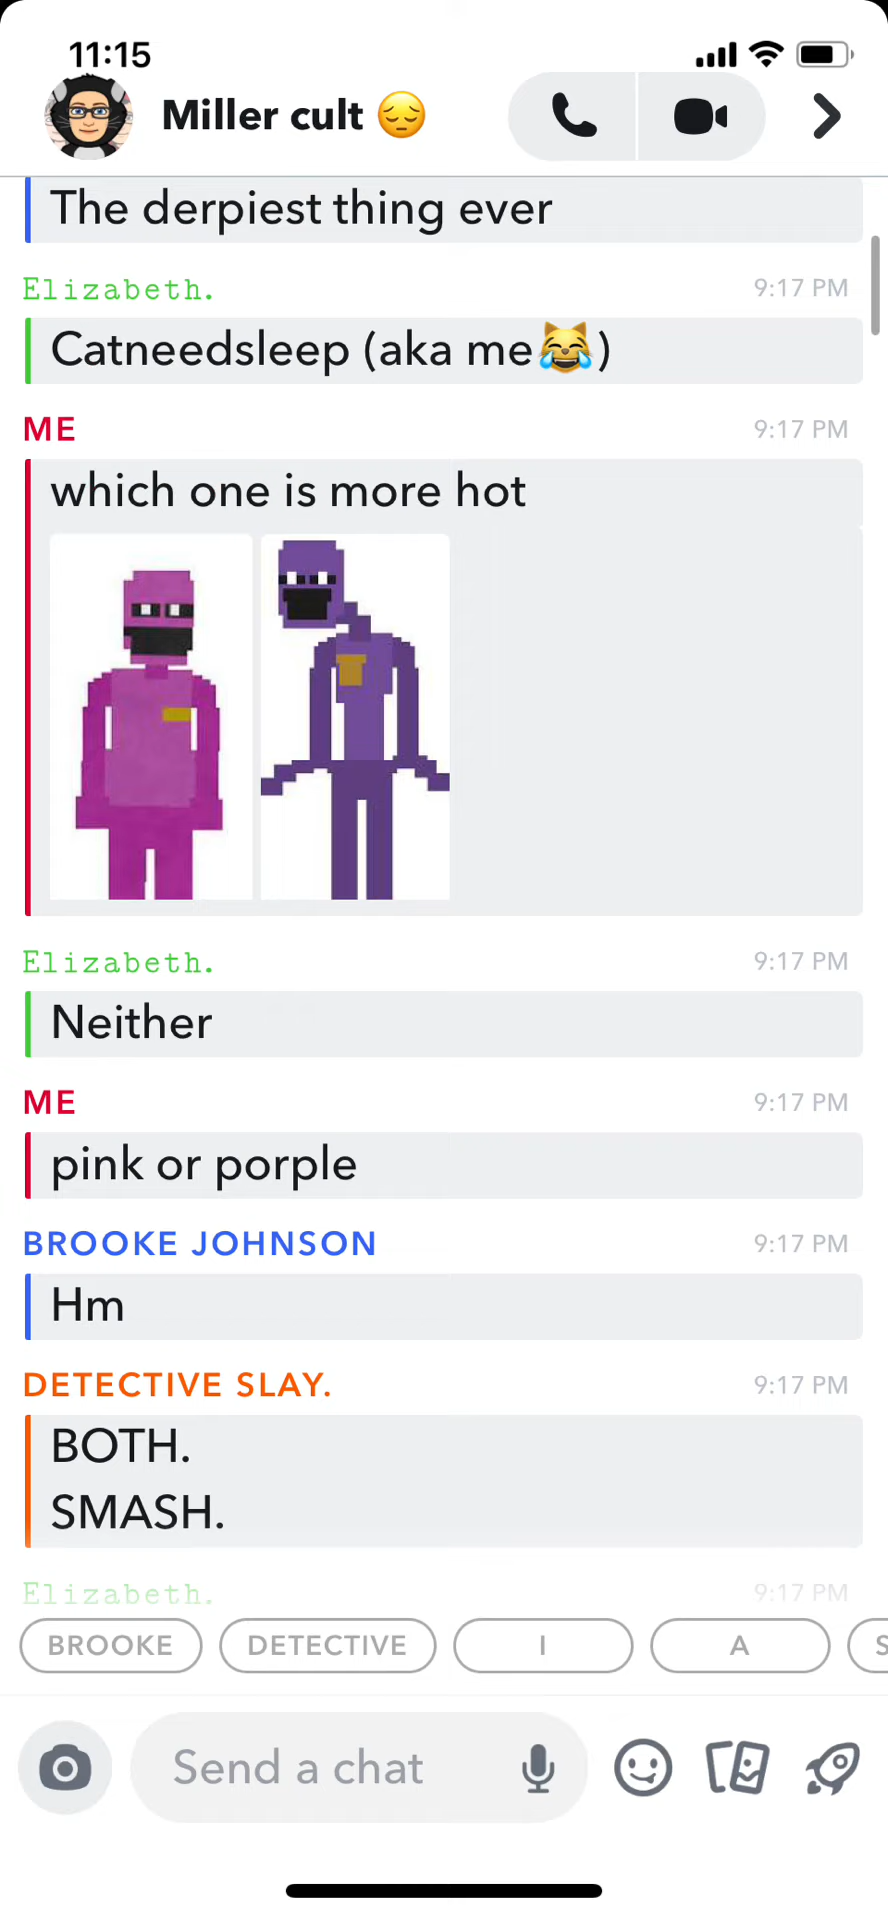 11:15
Miller cult 😔
The derpiest thing ever
Elizabeth. 9:17 PM
Catneedsleep (aka me😹)
ME 9:17 PM
which one is more hot
Elizabeth. 9:17 PM
Neither
ME 9:17 PM
pink or porple
BROOKE JOHNSON 9:17 PM
Hm
DETECTIVE SLAY. 9:17 PM
BOTH.
SMASH.
Elizabeth. 9:17 PM
BROOKE DETECTIVE I A S
Send a chat